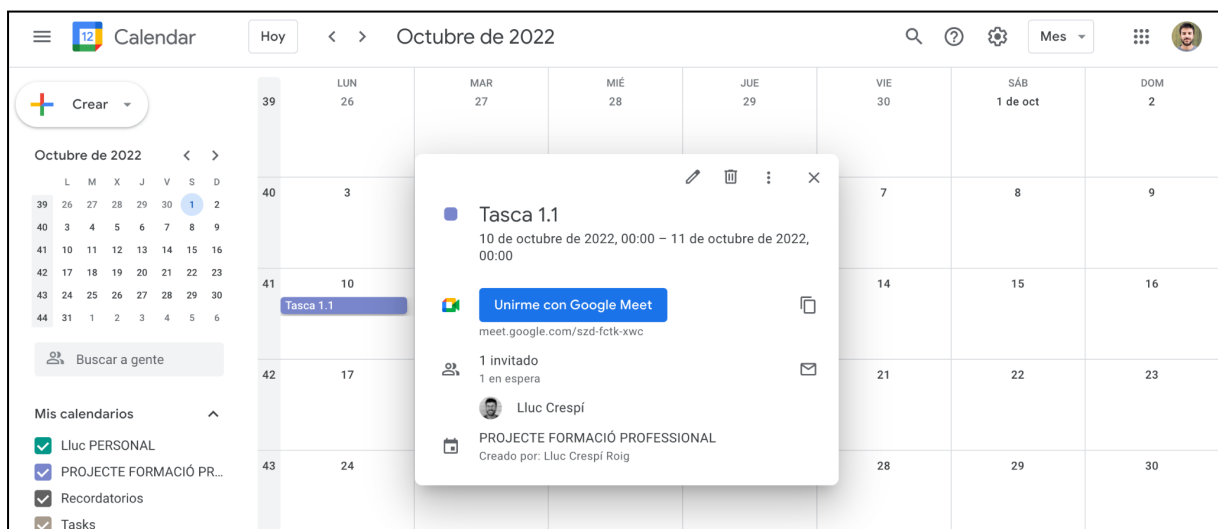 12 Calendar Hoy Octubre de 2022 Mes
Crear
Octubre de 2022
L M X J V S D
39 26 27 28 29 30 1 2
40 3 4 5 6 7 8 9
41 10 11 12 13 14 15 16
42 17 18 19 20 21 22 23
43 24 25 26 27 28 29 30
44 31 1 2 3 4 5 6
Buscar a gente
Mis calendarios
Lluc PERSONAL
PROJECTE FORMACIÓ PR...
Recordatorios
Tasks
LUN MAR MIÉ JUE VIE SÁB DOM
39 26 27 28 29 30 1 de oct 2
40 3 7 8 9
41 10 14 15 16
Tasca 1.1
42 17 21 22 23
43 24 28 29 30
Tasca 1.1
10 de octubre de 2022, 00:00 – 11 de octubre de 2022,
00:00
Unirme con Google Meet
meet.google.com/szd-fctk-xwc
1 invitado
1 en espera
Lluc Crespí
PROJECTE FORMACIÓ PROFESSIONAL
Creado por: Lluc Crespí Roig